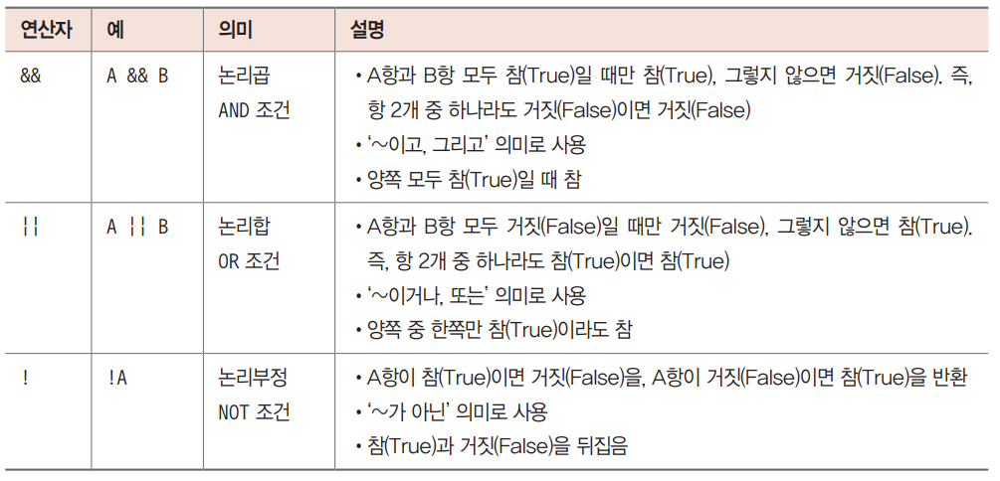 연산자 예 의미 설명
&& A && B 논리곱 • A항과 B항 모두 참(True)일 때만 참(True), 그렇지 않으면 거짓(False). 즉,
AND 조건 항 2개 중 하나라도 거짓(False)이면 거짓(False)
• ‘~이고, 그리고’ 의미로 사용
• 양쪽 모두 참(True)일 때 참
|| A || B 논리합 • A항과 B항 모두 거짓(False)일 때만 거짓(False), 그렇지 않으면 참(True).
OR 조건 즉, 항 2개 중 하나라도 참(True)이면 참(True)
• ‘~이거나, 또는’ 의미로 사용
• 양쪽 중 한쪽만 참(True)이라도 참
! !A 논리부정 • A항이 참(True)이면 거짓(False)을, A항이 거짓(False)이면 참(True)을 반환
NOT 조건 • ‘~가 아닌’ 의미로 사용
• 참(True)과 거짓(False)을 뒤집음